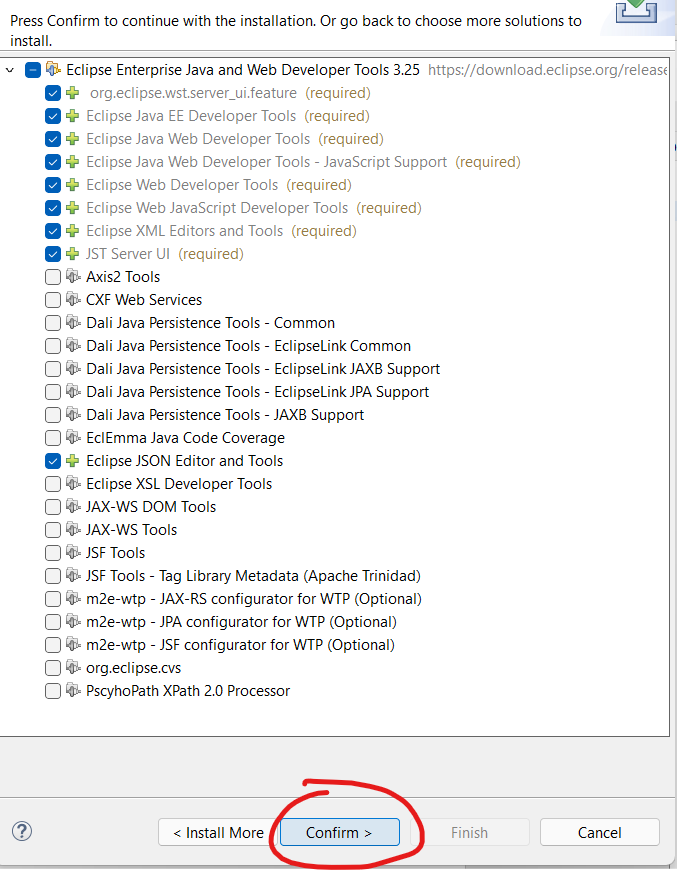 Press Confirm to continue with the installation. Or go back to choose more solutions to
install.
Eclipse Enterprise Java and Web Developer Tools 3.25 https://download.eclipse.org/release
org.eclipse.wst.server_ui.feature (required)
Eclipse Java EE Developer Tools (required)
Eclipse Java Web Developer Tools (required)
Eclipse Java Web Developer Tools - JavaScript Support (required)
Eclipse Web Developer Tools (required)
Eclipse Web JavaScript Developer Tools (required)
Eclipse XML Editors and Tools (required)
JST Server UI (required)
Axis2 Tools
CXF Web Services
Dali Java Persistence Tools - Common
Dali Java Persistence Tools - EclipseLink Common
Dali Java Persistence Tools - EclipseLink JAXB Support
Dali Java Persistence Tools - EclipseLink JPA Support
Dali Java Persistence Tools - JAXB Support
EclEmma Java Code Coverage
Eclipse JSON Editor and Tools
Eclipse XSL Developer Tools
JAX-WS DOM Tools
JAX-WS Tools
JSF Tools
JSF Tools - Tag Library Metadata (Apache Trinidad)
m2e-wtp - JAX-RS configurator for WTP (Optional)
m2e-wtp - JPA configurator for WTP (Optional)
m2e-wtp - JSF configurator for WTP (Optional)
org.eclipse.cvs
PscyhoPath XPath 2.0 Processor
? < Install More Confirm > Finish Cancel